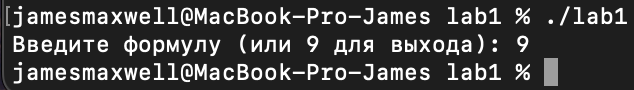 [jamesmaxwell@MacBook-Pro-James lab1 % ./lab1
Введите формулу (или 9 для выхода): 9
jamesmaxwell@MacBook-Pro-James lab1 %